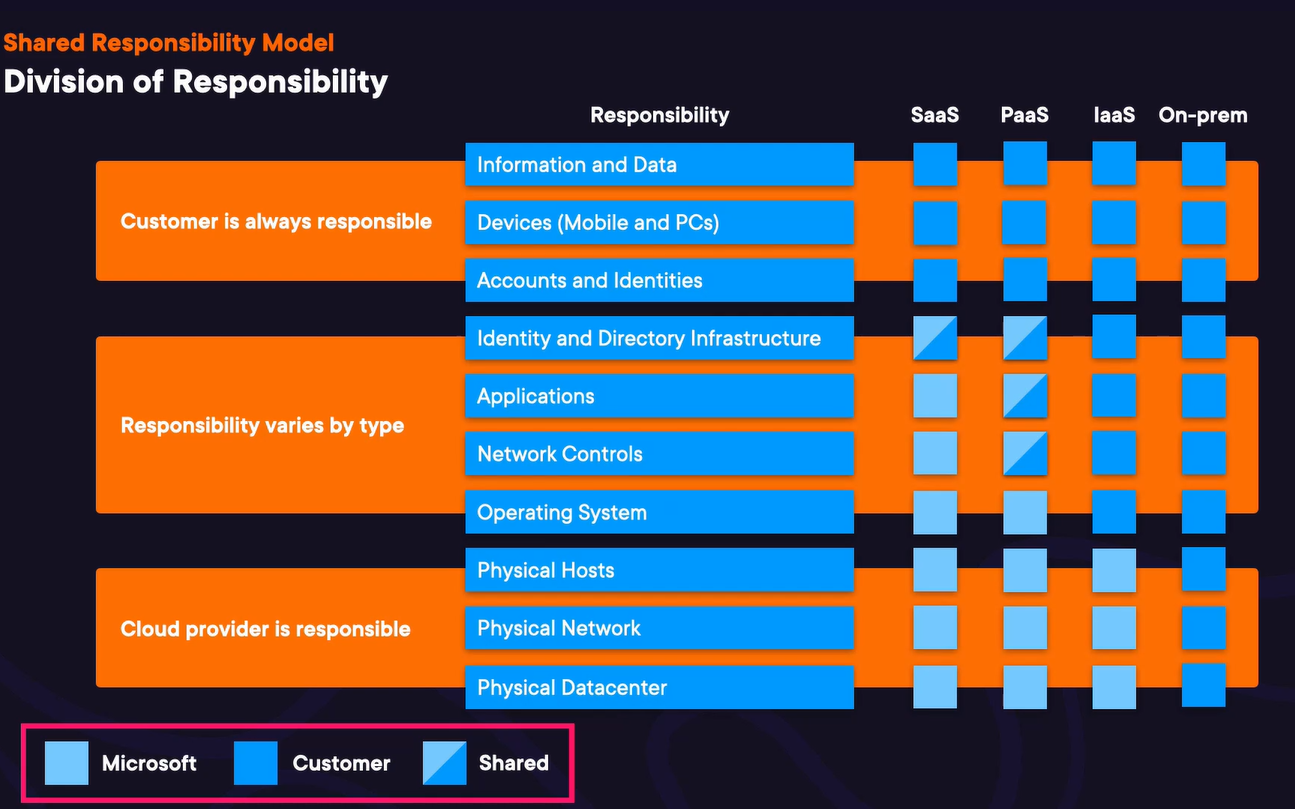 Shared Responsibility Model
Division of Responsibility
Responsibility SaaS PaaS IaaS On-prem
Information and Data
Customer is always responsible
Devices (Mobile and PCs)
Accounts and Identities
Identity and Directory Infrastructure
Applications
Responsibility varies by type
Network Controls
Operating System
Physical Hosts
Cloud provider is responsible
Physical Network
Physical Datacenter
Microsoft Customer Shared